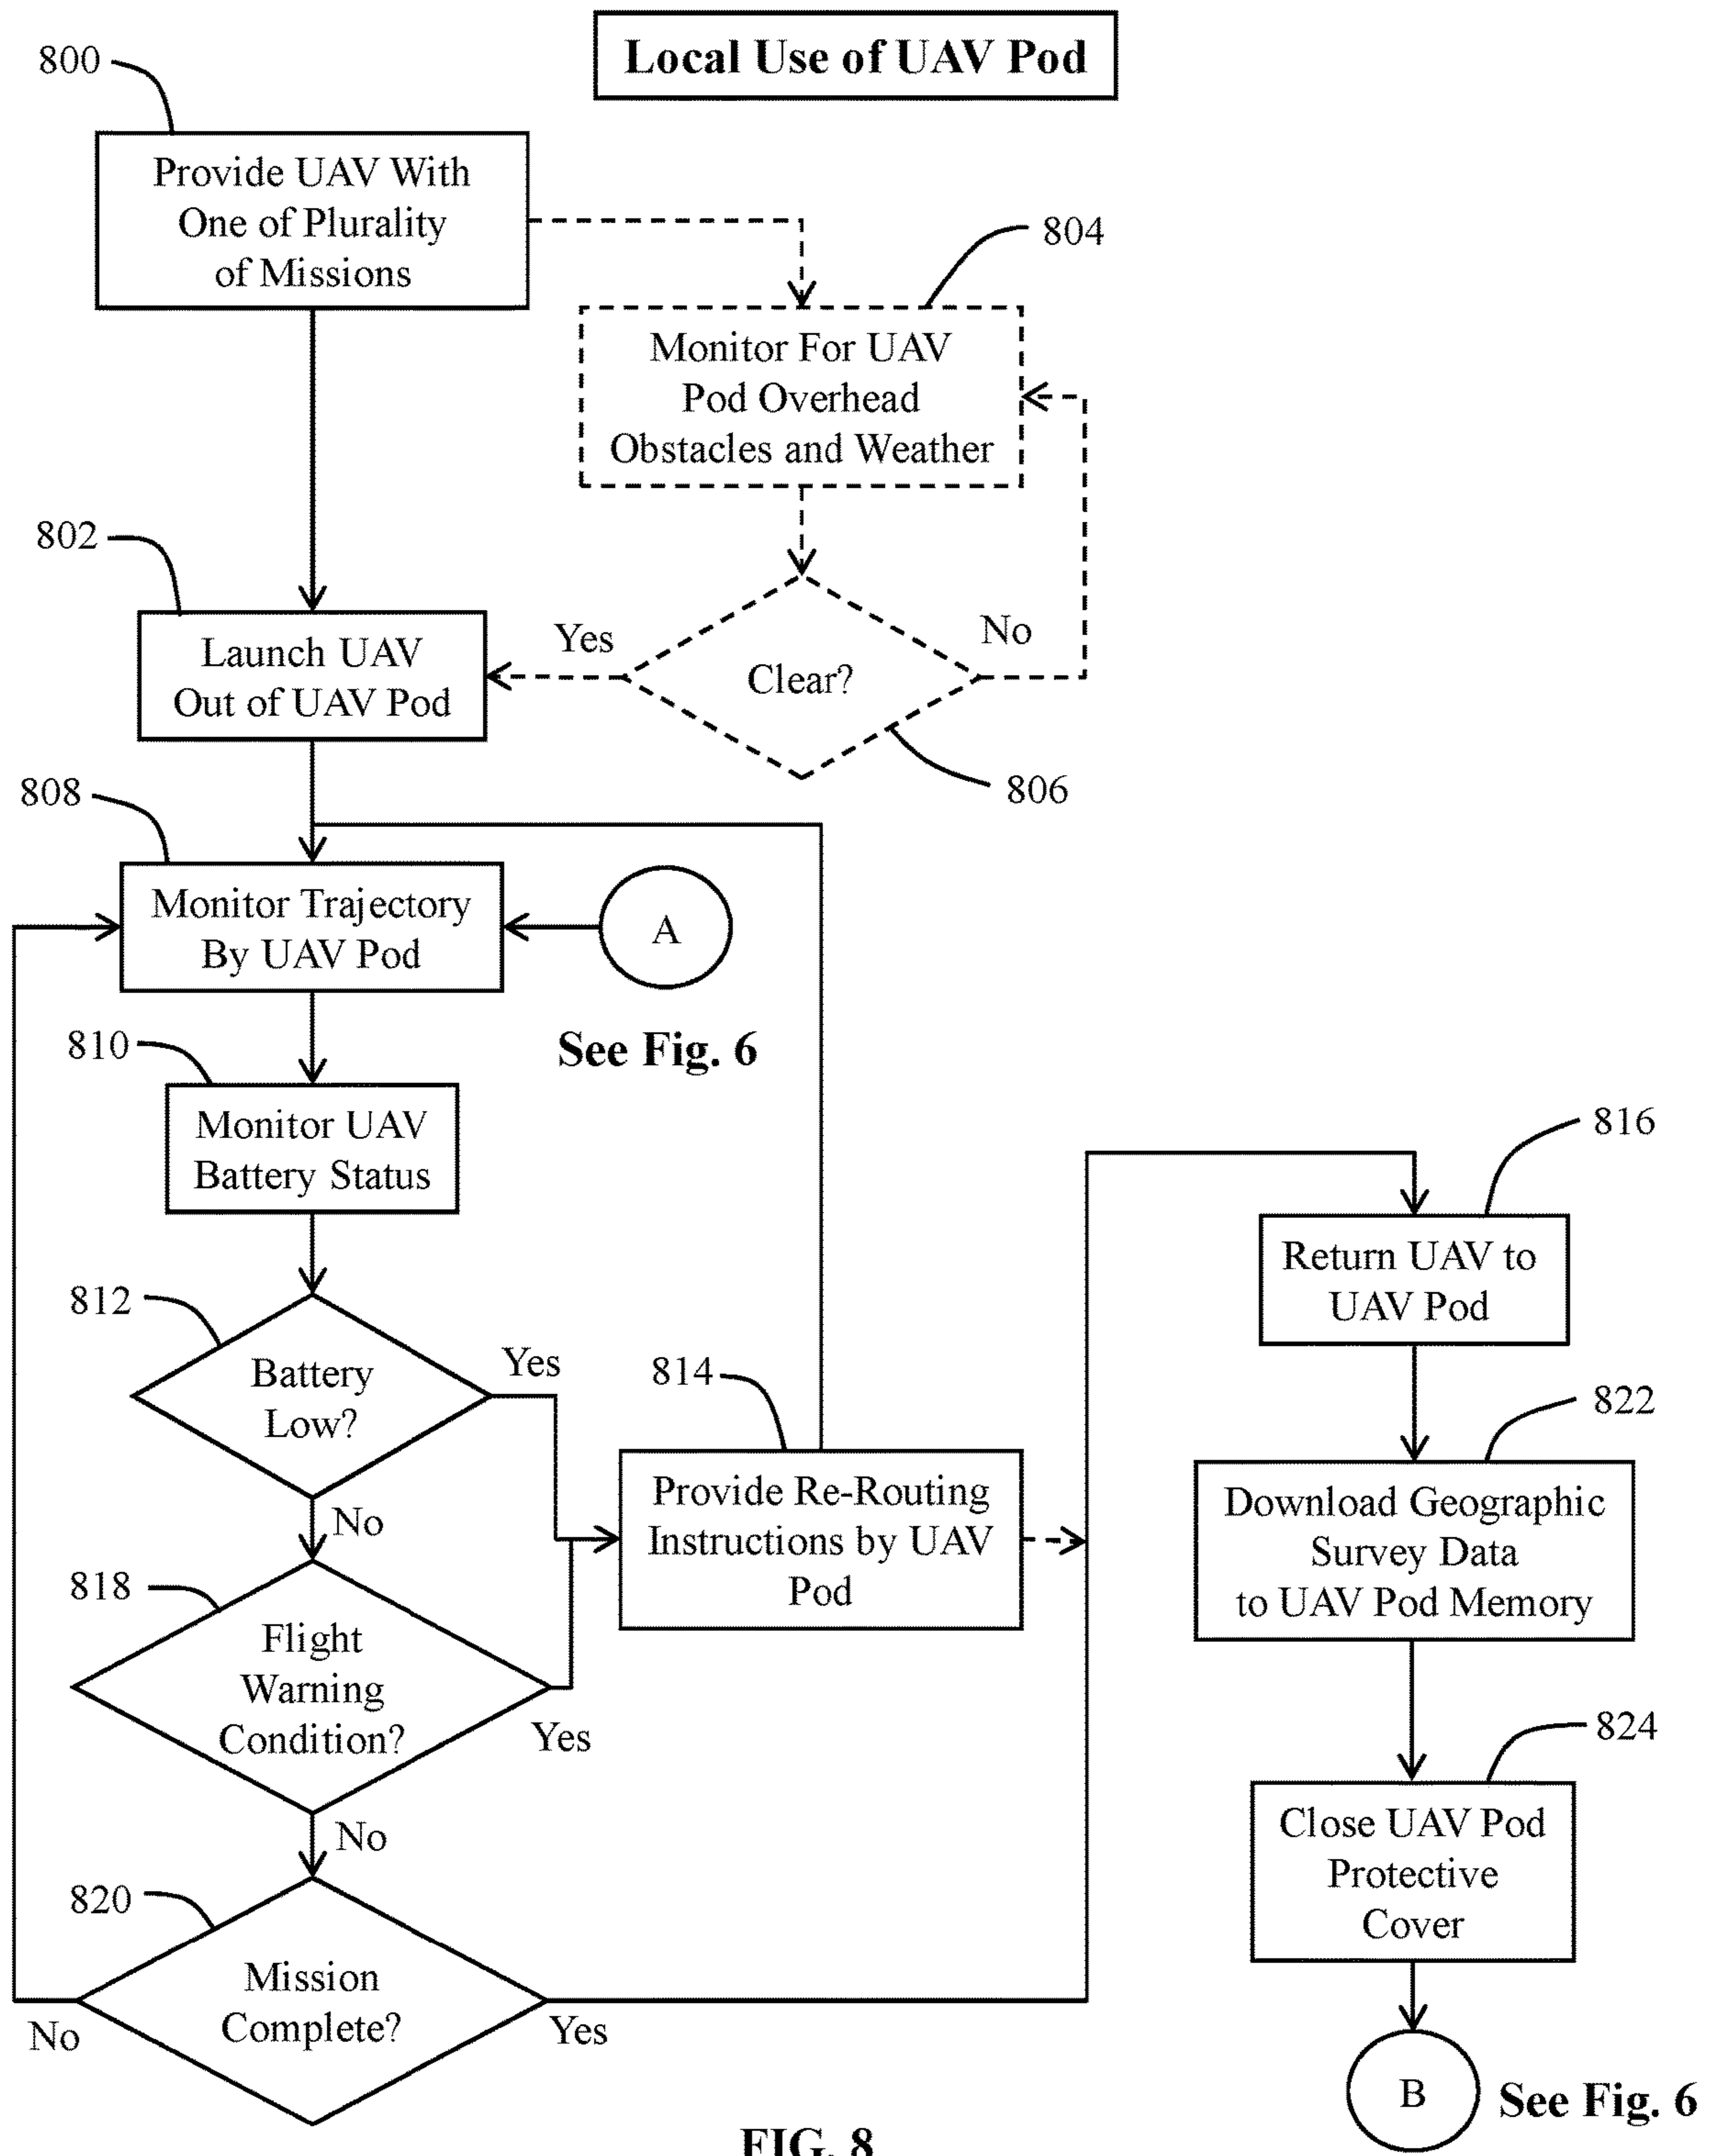 Local Use of UAV Pod
800
Provide UAV With
One of Plurality
of Missions
804
Monitor For UAV
Pod Overhead
Obstacles and Weather
802
Launch UAV
Out of UAV Pod
Yes
Clear?
No
806
808
Monitor Trajectory
By UAV Pod
A
See Fig. 6
810
Monitor UAV
Battery Status
812
Battery
Low?
Yes
No
814
Provide Re-Routing
Instructions by UAV
Pod
818
Flight
Warning
Condition?
Yes
No
820
Mission
Complete?
No
Yes
816
Return UAV to
UAV Pod
822
Download Geographic
Survey Data
to UAV Pod Memory
824
Close UAV Pod
Protective
Cover
B
See Fig. 6
FIG. 8